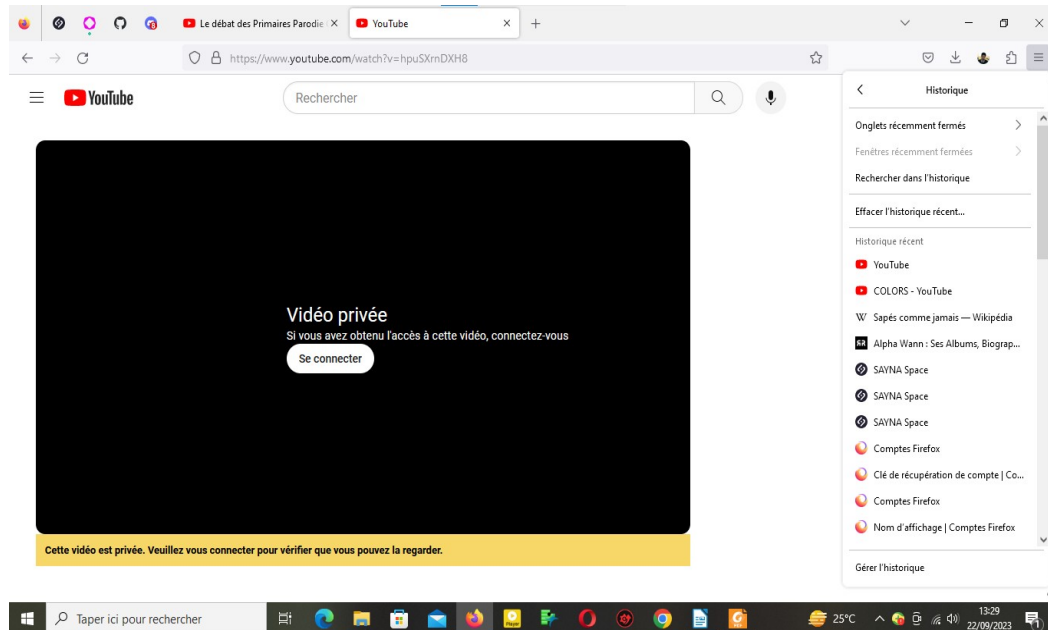 Le débat des Primaires Parodie
YouTube
https://www.youtube.com/watch?v=hpuSXrnDXH8
YouTube
Rechercher
Vidéo privée
Si vous avez obtenu l'accès à cette vidéo, connectez-vous
Se connecter
Cette vidéo est privée. Veuillez vous connecter pour vérifier que vous pouvez la regarder.
Historique
Onglets récemment fermés
Fenêtres récemment fermées
Rechercher dans l'historique
Effacer l'historique récent...
Historique récent
YouTube
COLORS - YouTube
W Sapés comme jamais — Wikipédia
Alpha Wann : Ses Albums, Biograp...
SAYNA Space
SAYNA Space
SAYNA Space
Comptes Firefox
Clé de récupération de compte | Co...
Comptes Firefox
Nom d'affichage | Comptes Firefox
Gérer l'historique
Taper ici pour rechercher
25°C
13:29
22/09/2023